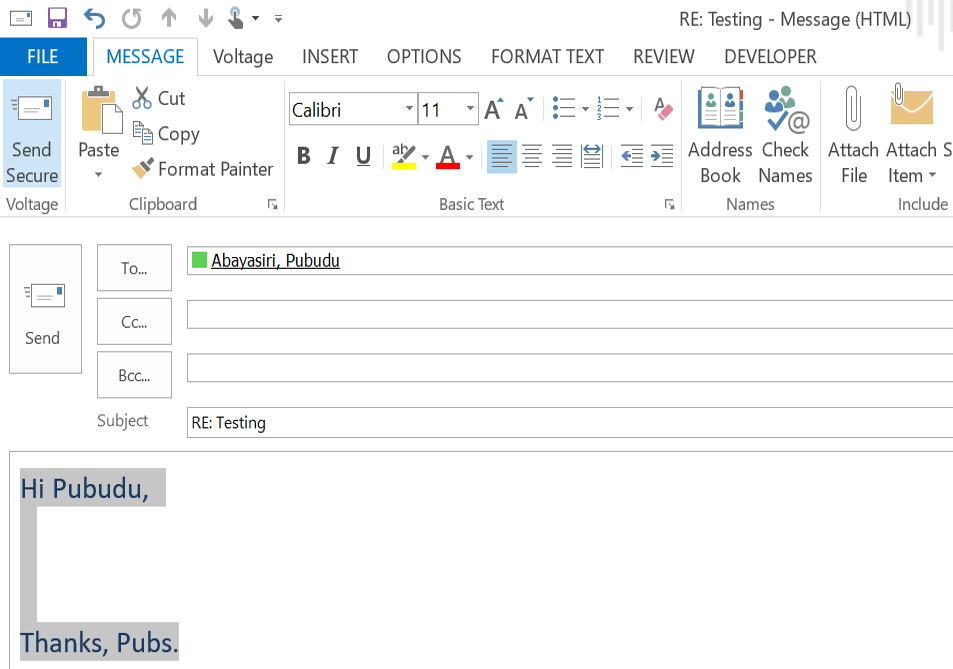 RE: Testing - Message (HTML)
FILE MESSAGE Voltage INSERT OPTIONS FORMAT TEXT REVIEW DEVELOPER
Send Secure
Voltage
Paste
Cut
Copy
Format Painter
Clipboard
Calibri 11
A A
B I U ab A
Basic Text
Address Book
Check Names
Names
Attach File
Attach Item
S
Include
Send
To... Abayasiri, Pubudu
Cc...
Bcc...
Subject RE: Testing
Hi Pubudu,
Thanks, Pubs.